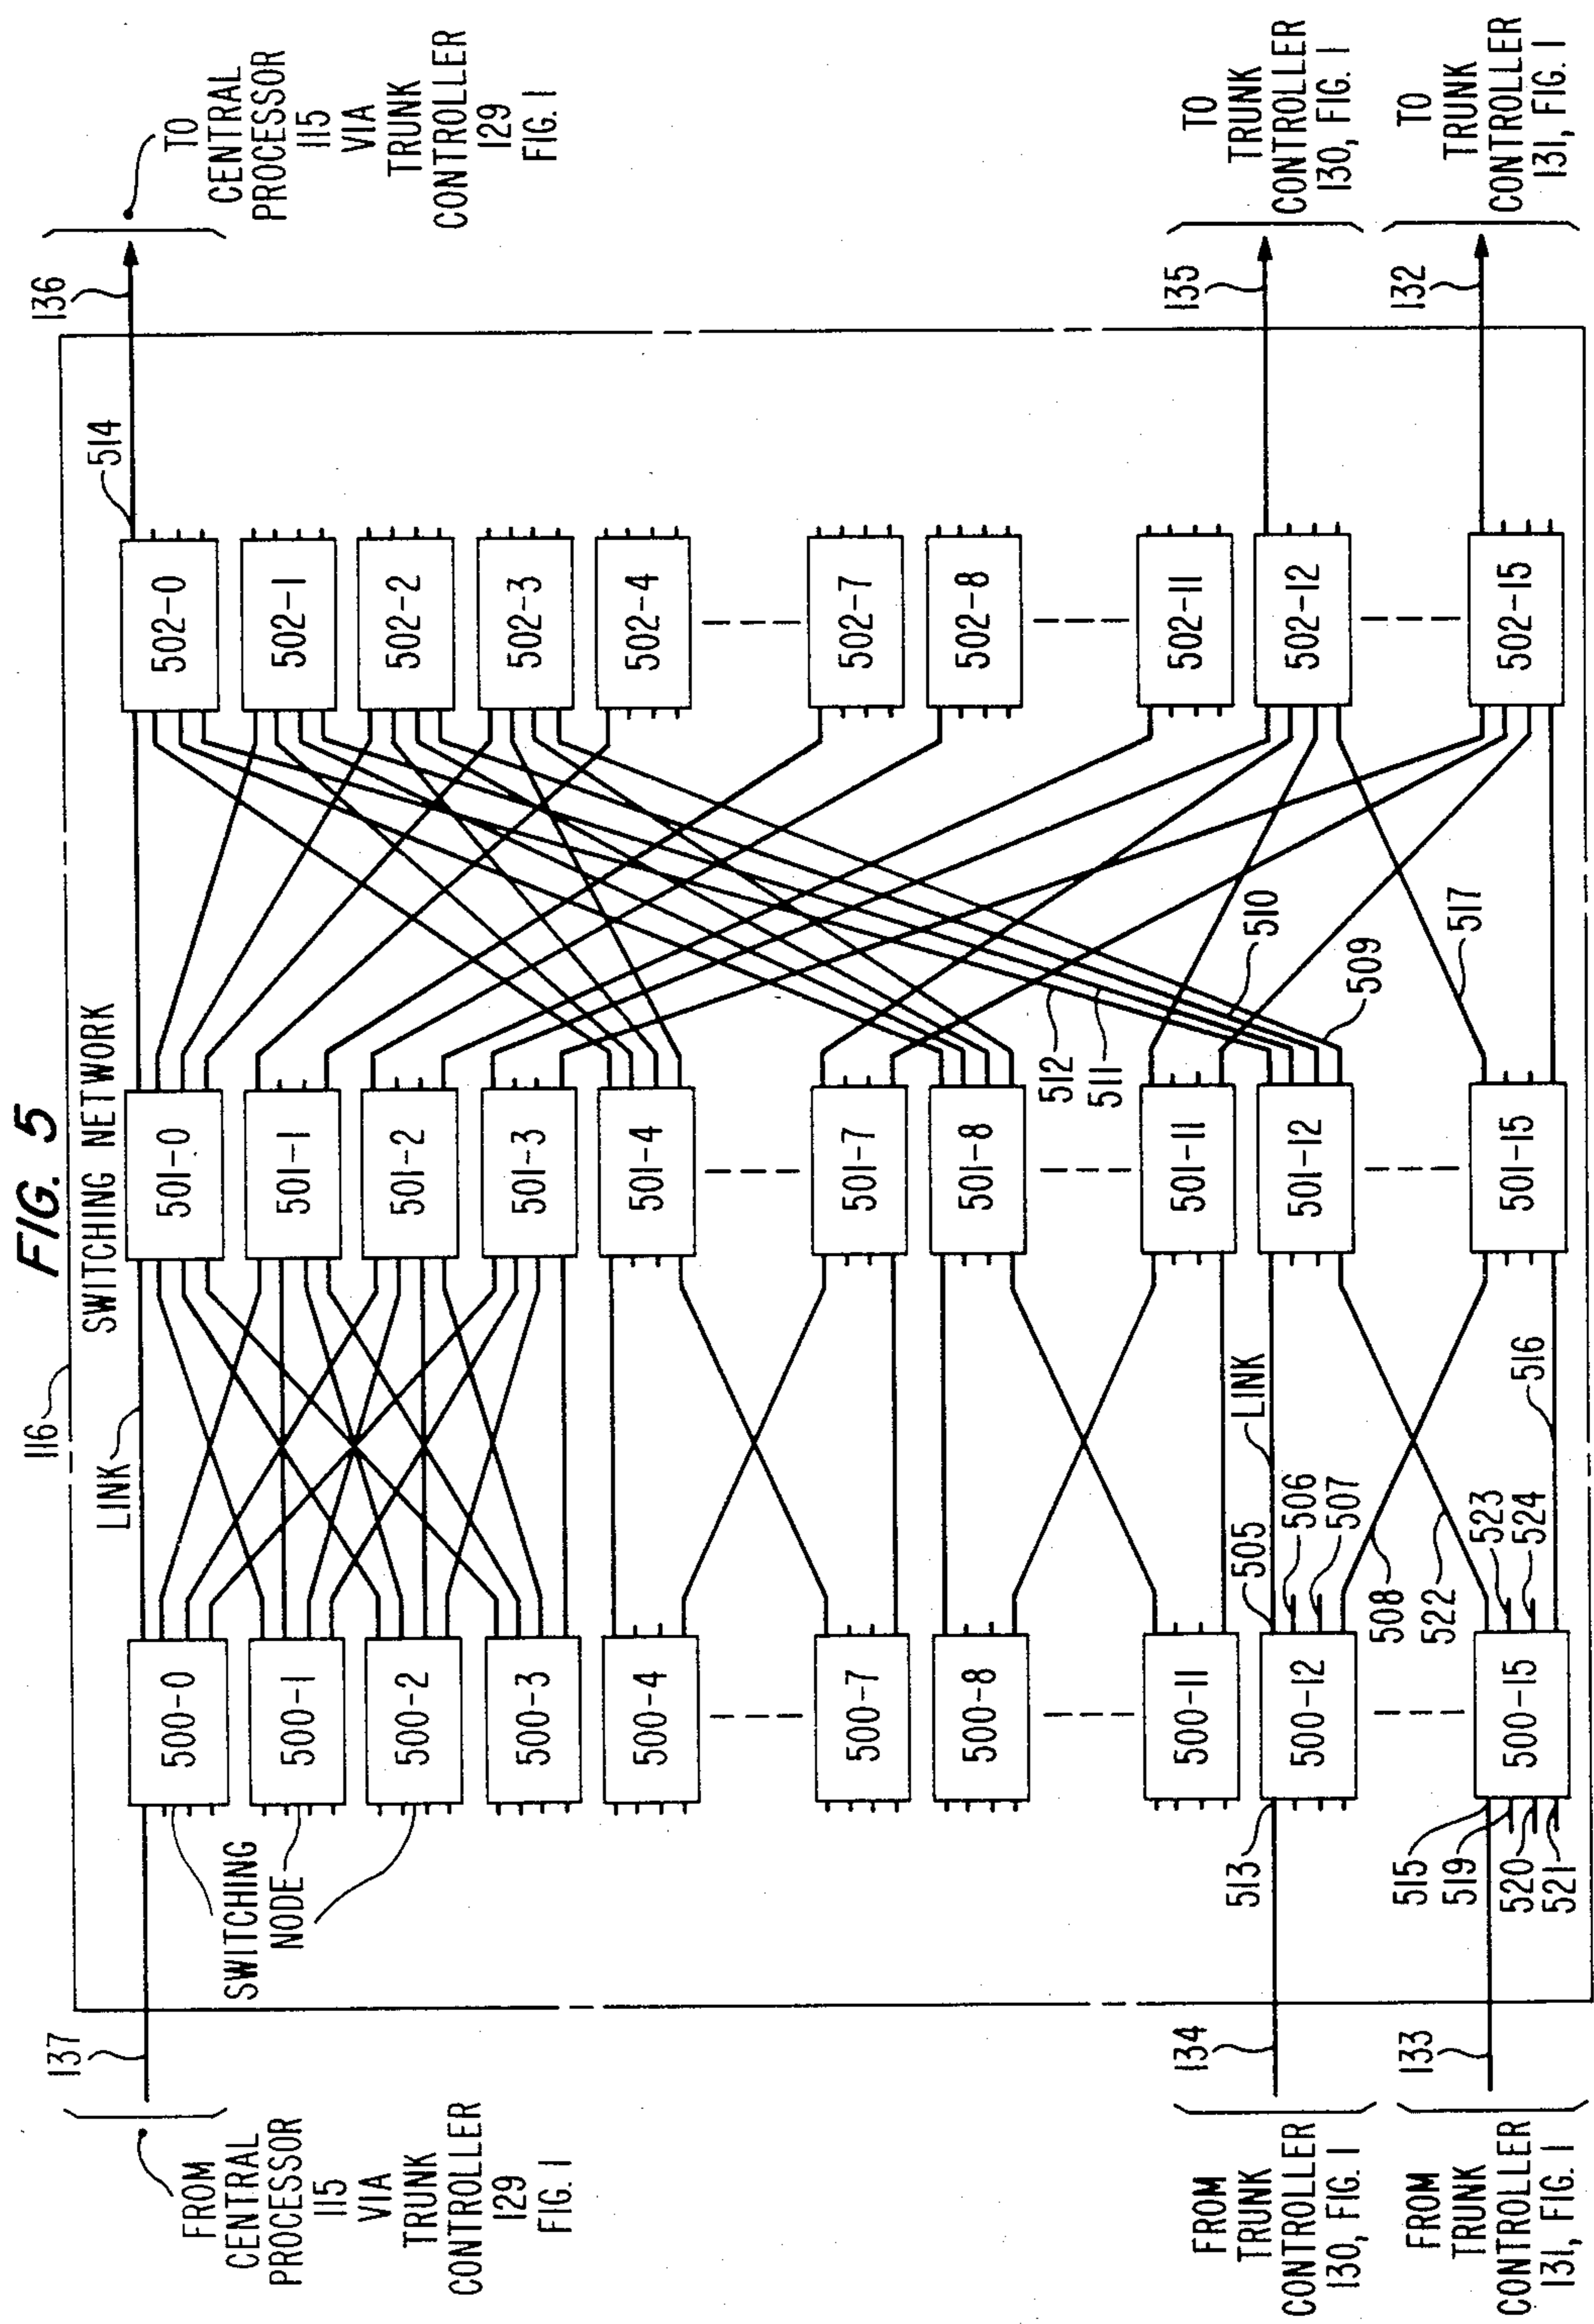 FIG. 5
SWITCHING NETWORK
116
137
FROM
CENTRAL
PROCESSOR
115
VIA
TRUNK
CONTROLLER
129
FIG. 1
134
FROM
TRUNK
CONTROLLER
130, FIG. 1
133
FROM
TRUNK
CONTROLLER
131, FIG. 1
SWITCHING
NODE
513
515
519
520
521
500-0
500-1
500-2
500-3
500-4
500-7
500-8
500-11
500-12
500-15
LINK
505
LINK
506
507
508
522
523
524
516
501-0
501-1
501-2
501-3
501-4
501-7
501-8
501-11
501-12
501-15
512
511
510
509
517
502-0
502-1
502-2
502-3
502-4
502-7
502-8
502-11
502-12
502-15
514
136
TO
CENTRAL
PROCESSOR
115
VIA
TRUNK
CONTROLLER
129
FIG. 1
135
TO
TRUNK
CONTROLLER
130, FIG. 1
132
TO
TRUNK
CONTROLLER
131, FIG. 1